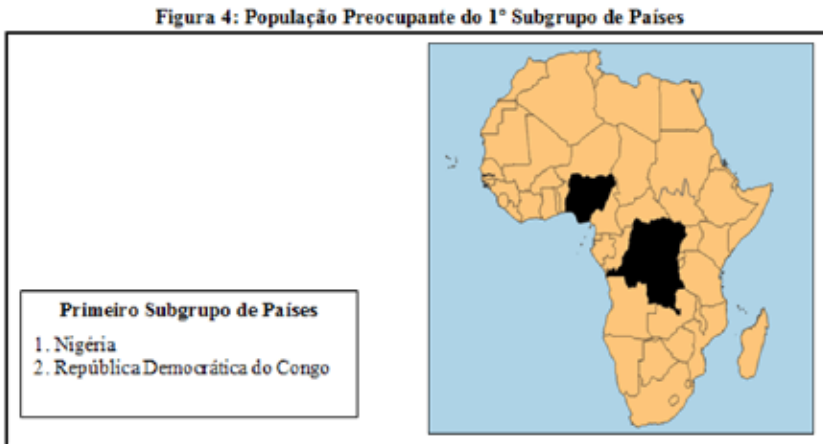 Figura 4: População Preocupante do 1º Subgrupo de Países
Primeiro Subgrupo de Países
1. Nigéria
2. República Democrática do Congo